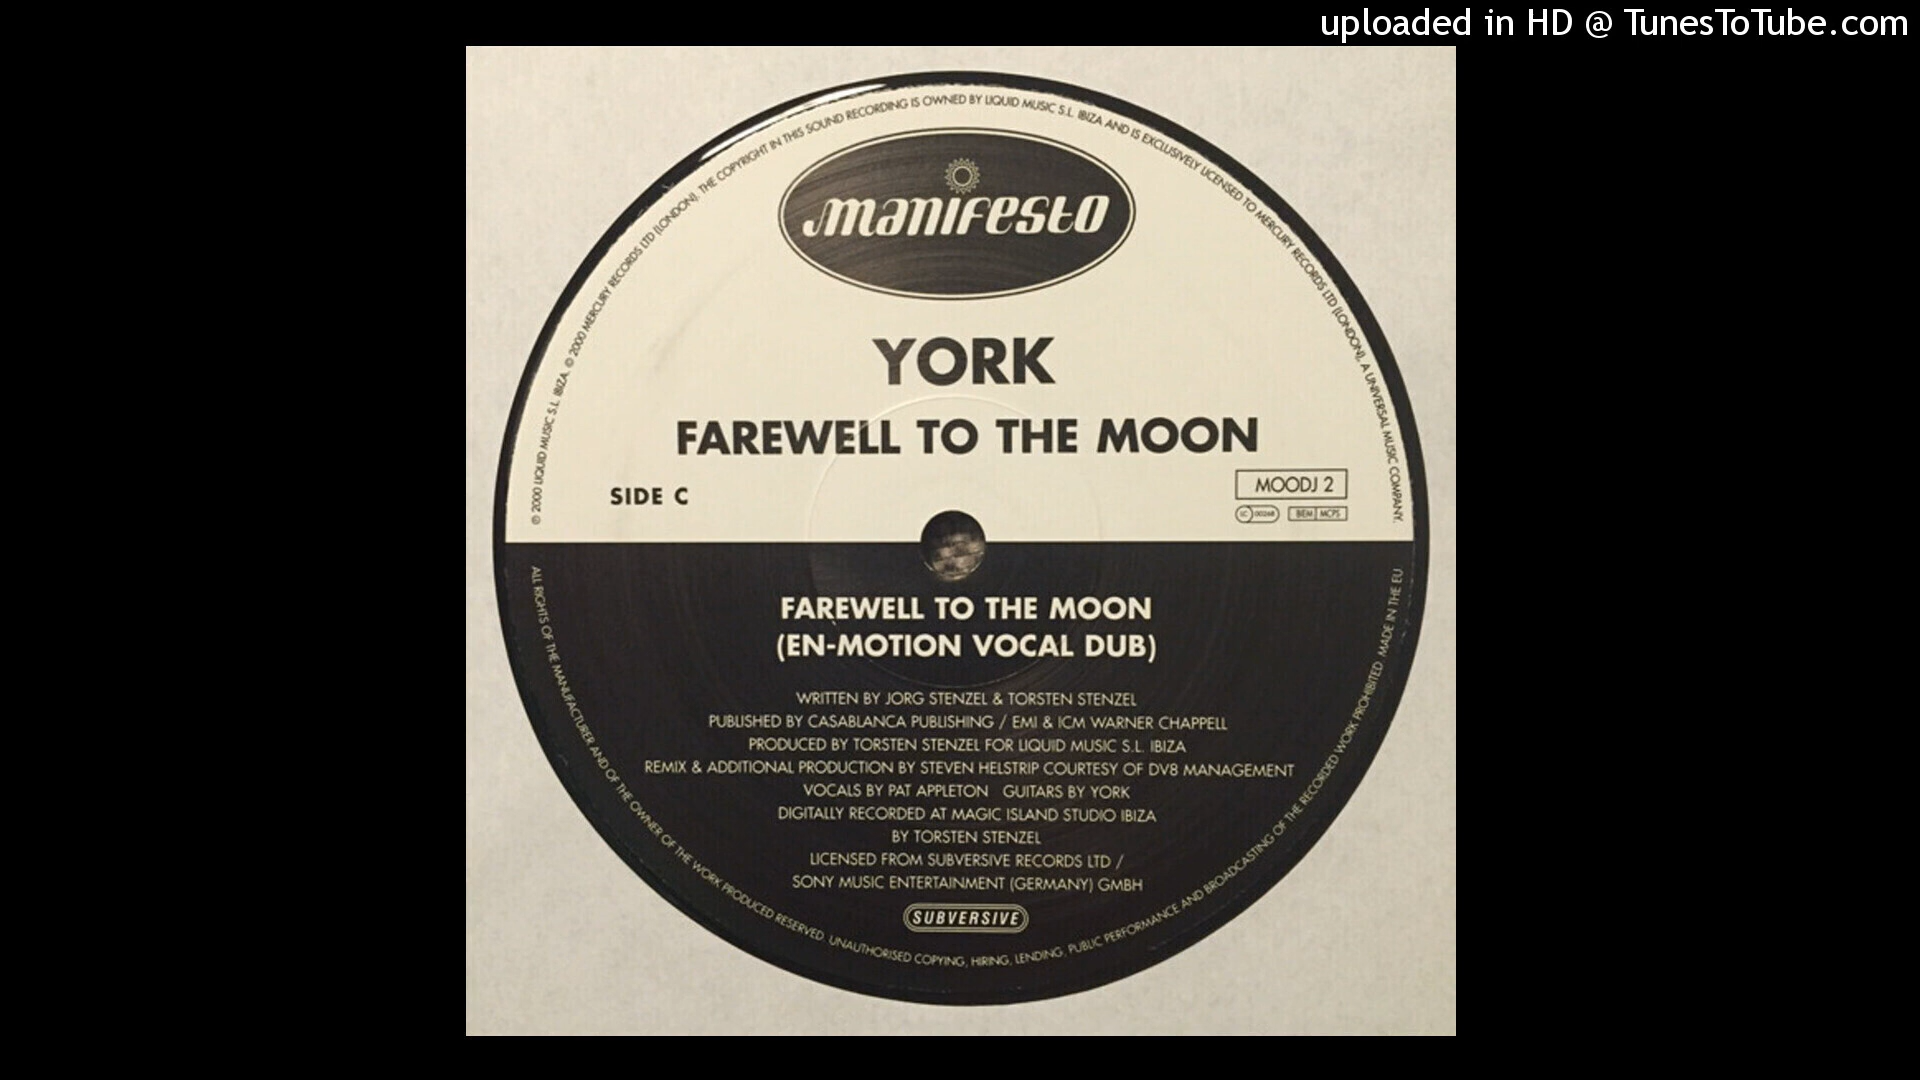 uploaded in HD @ TunesToTube.com
℗ 2000 LIQUID MUSIC S.L. IBIZA. © 2000 MERCURY RECORDS LTD (LONDON). THE COPYRIGHT IN THIS SOUND RECORDING IS OWNED BY LIQUID MUSIC S.L. IBIZA AND IS EXCLUSIVELY LICENSED TO MERCURY RECORDS LTD (LONDON), A UNIVERSAL MUSIC COMPANY.
manifesto
YORK
FAREWELL TO THE MOON
SIDE C
MOODJ 2
LC 00268 BIEM MCPS
FAREWELL TO THE MOON
(EN-MOTION VOCAL DUB)
WRITTEN BY JORG STENZEL & TORSTEN STENZEL
PUBLISHED BY CASABLANCA PUBLISHING / EMI & ICM WARNER CHAPPELL
PRODUCED BY TORSTEN STENZEL FOR LIQUID MUSIC S.L. IBIZA
REMIX & ADDITIONAL PRODUCTION BY STEVEN HELSTRIP COURTESY OF DV8 MANAGEMENT
VOCALS BY PAT APPLETON GUITARS BY YORK
DIGITALLY RECORDED AT MAGIC ISLAND STUDIO IBIZA
BY TORSTEN STENZEL
LICENSED FROM SUBVERSIVE RECORDS LTD /
SONY MUSIC ENTERTAINMENT (GERMANY) GMBH
SUBVERSIVE
ALL RIGHTS OF THE MANUFACTURER AND OF THE OWNER OF THE WORK PRODUCED RESERVED. UNAUTHORISED COPYING, HIRING, LENDING, PUBLIC PERFORMANCE AND BROADCASTING OF THE RECORDED WORK PROHIBITED. MADE IN THE EU